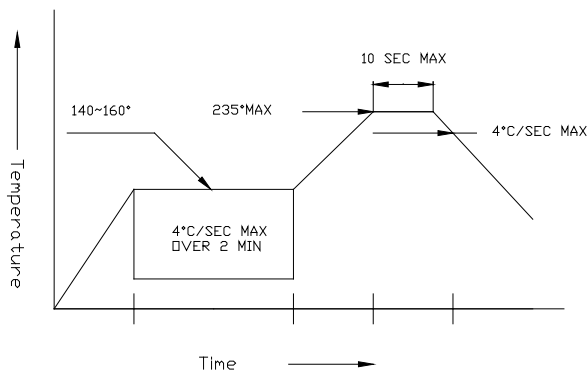 10 SEC MAX
140~160°
235°MAX
4°C/SEC MAX
4°C/SEC MAX
OVER 2 MIN
Temperature
Time